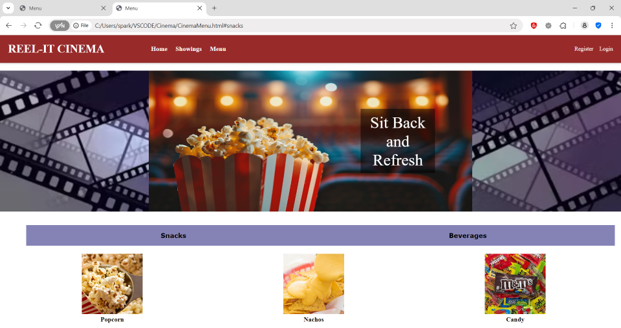 Menu
Menu
File
C:/Users/spark/VSCODE/Cinema/CinemaMenu.html#snacks
REEL-IT CINEMA
Home Showings Menu
Register Login
Sit Back
and
Refresh
Snacks Beverages
Popcorn Nachos Candy